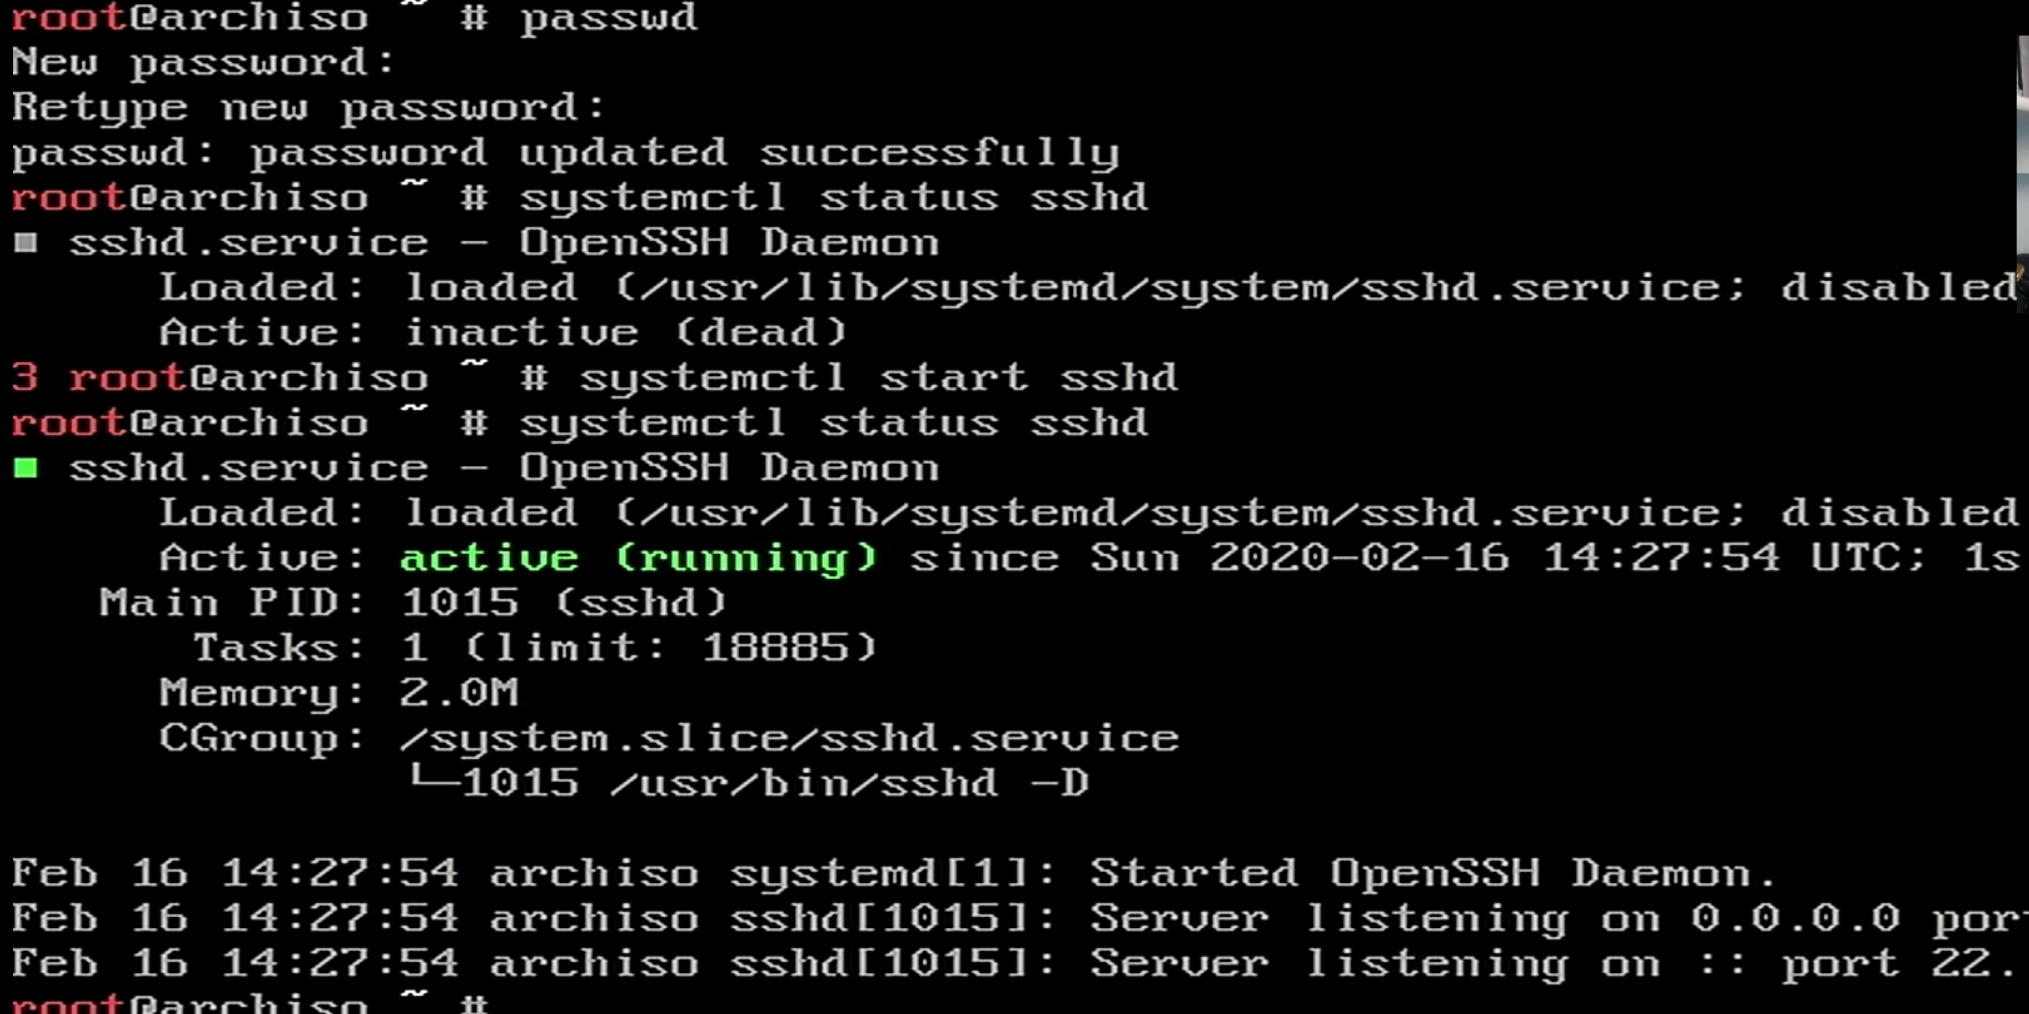 root@archiso ~ # passwd
New password:
Retype new password:
passwd: password updated successfully
root@archiso ~ # systemctl status sshd
■ sshd.service - OpenSSH Daemon
     Loaded: loaded (/usr/lib/systemd/system/sshd.service; disabled
     Active: inactive (dead)
3 root@archiso ~ # systemctl start sshd
root@archiso ~ # systemctl status sshd
■ sshd.service - OpenSSH Daemon
     Loaded: loaded (/usr/lib/systemd/system/sshd.service; disabled
     Active: active (running) since Sun 2020-02-16 14:27:54 UTC; 1s
   Main PID: 1015 (sshd)
      Tasks: 1 (limit: 18885)
     Memory: 2.0M
     CGroup: /system.slice/sshd.service
             └─1015 /usr/bin/sshd -D
Feb 16 14:27:54 archiso systemd[1]: Started OpenSSH Daemon.
Feb 16 14:27:54 archiso sshd[1015]: Server listening on 0.0.0.0 port
Feb 16 14:27:54 archiso sshd[1015]: Server listening on :: port 22.
root@archiso ~ #